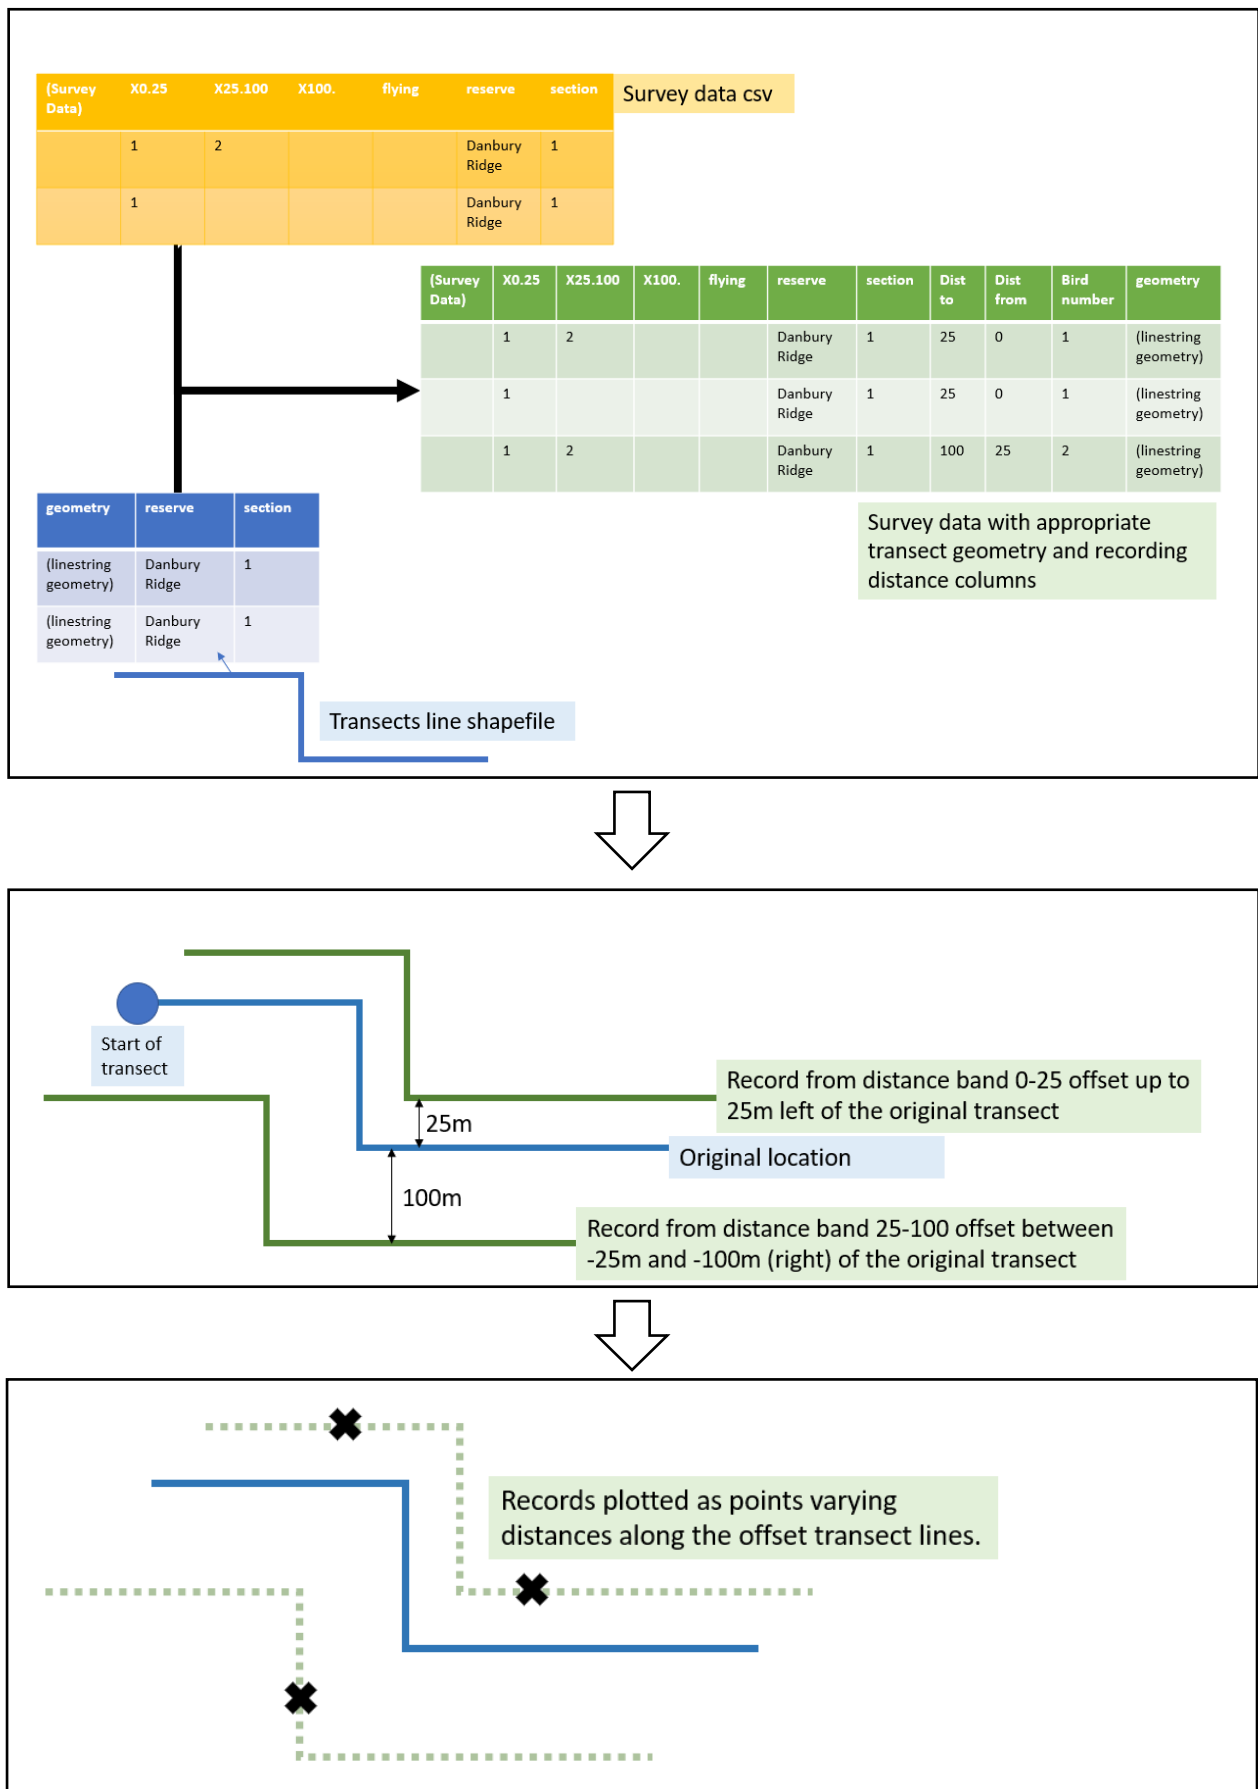 (Survey Data) X0.25 X25.100 X100. flying reserve section
1 2 Danbury Ridge 1
1 Danbury Ridge 1
Survey data csv
(Survey Data) X0.25 X25.100 X100. flying reserve section Dist to Dist from Bird number geometry
1 2 Danbury Ridge 1 25 0 1 (linestring geometry)
1 Danbury Ridge 1 25 0 1 (linestring geometry)
1 2 Danbury Ridge 1 100 25 2 (linestring geometry)
geometry reserve section
(linestring geometry) Danbury Ridge 1
(linestring geometry) Danbury Ridge 1
Survey data with appropriate
transect geometry and recording
distance columns
Transects line shapefile
Start of
transect
Record from distance band 0-25 offset up to
25m left of the original transect
25m
Original location
100m
Record from distance band 25-100 offset between
-25m and -100m (right) of the original transect
Records plotted as points varying
distances along the offset transect lines.